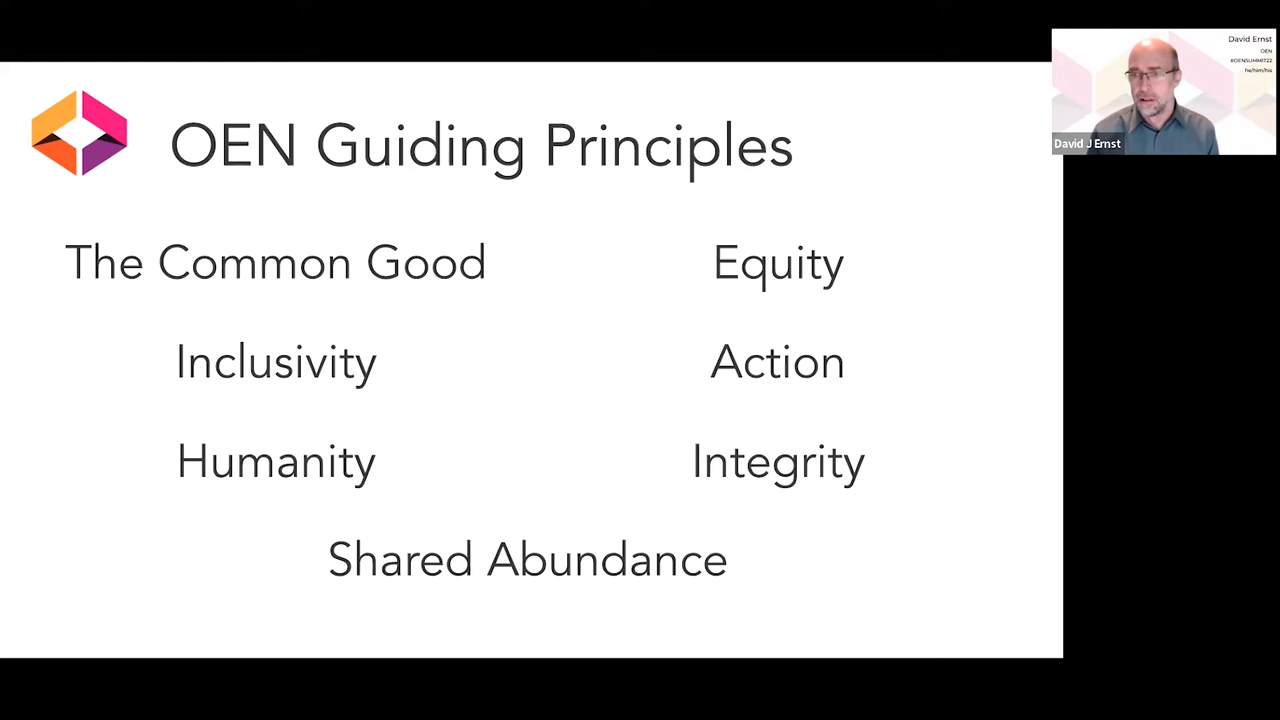 OEN Guiding Principles
The Common Good
Equity
Inclusivity
Action
Humanity
Integrity
Shared Abundance
David Ernst
OEN
#OENSUMMIT22
he/him/his
David J Ernst